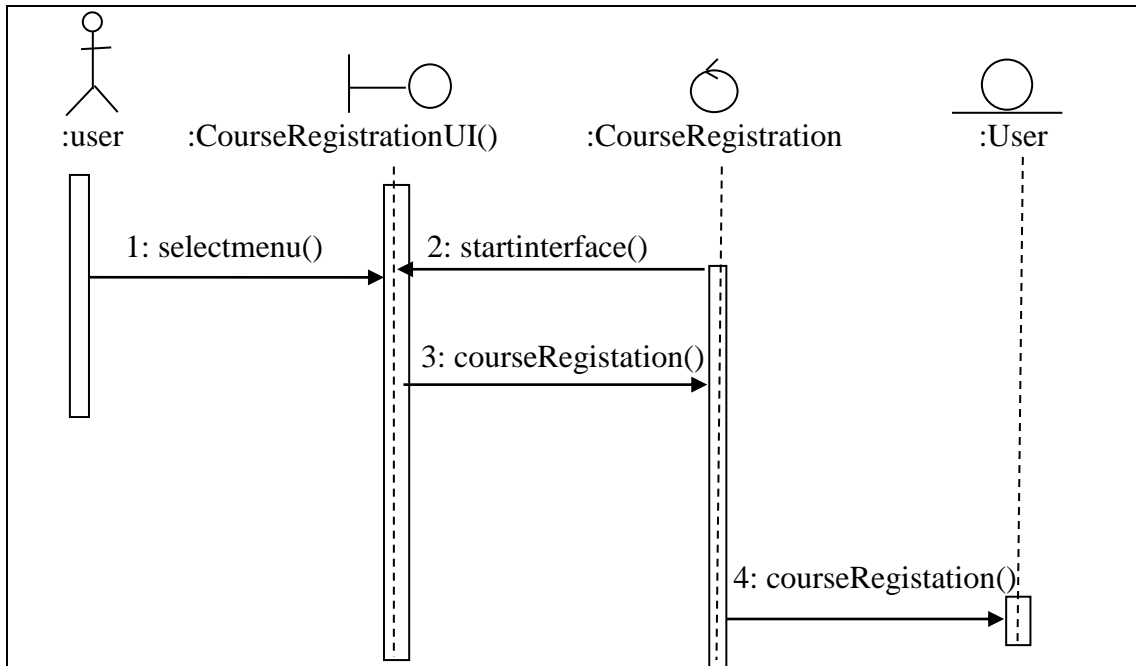 :user
:CourseRegistrationUI()
:CourseRegistration
:User
1: selectmenu()
2: startinterface()
3: courseRegistation()
4: courseRegistation()